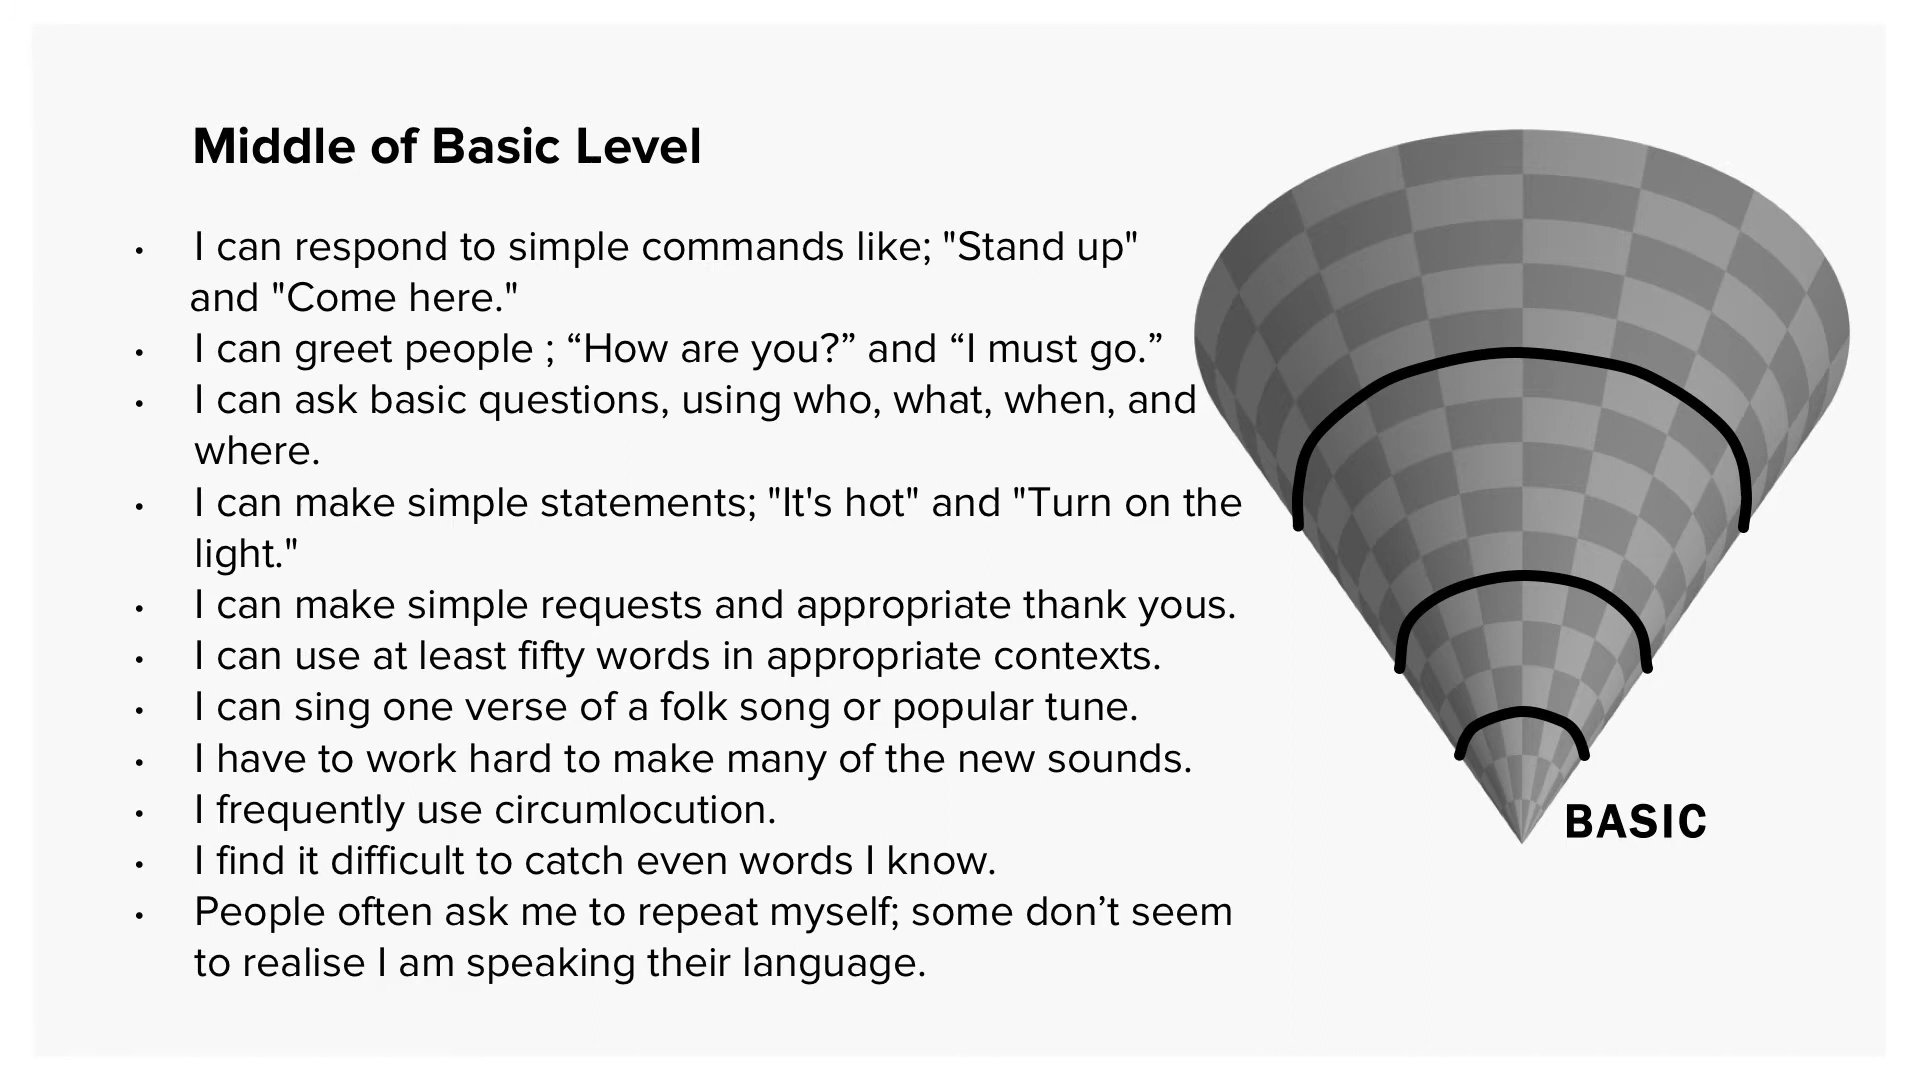 Middle of Basic Level
• I can respond to simple commands like; "Stand up"
and "Come here."
• I can greet people ; “How are you?” and “I must go.”
• I can ask basic questions, using who, what, when, and
where.
• I can make simple statements; "It's hot" and "Turn on the
light."
• I can make simple requests and appropriate thank yous.
• I can use at least fifty words in appropriate contexts.
• I can sing one verse of a folk song or popular tune.
• I have to work hard to make many of the new sounds.
• I frequently use circumlocution.
• I find it difficult to catch even words I know.
• People often ask me to repeat myself; some don’t seem
to realise I am speaking their language.
BASIC